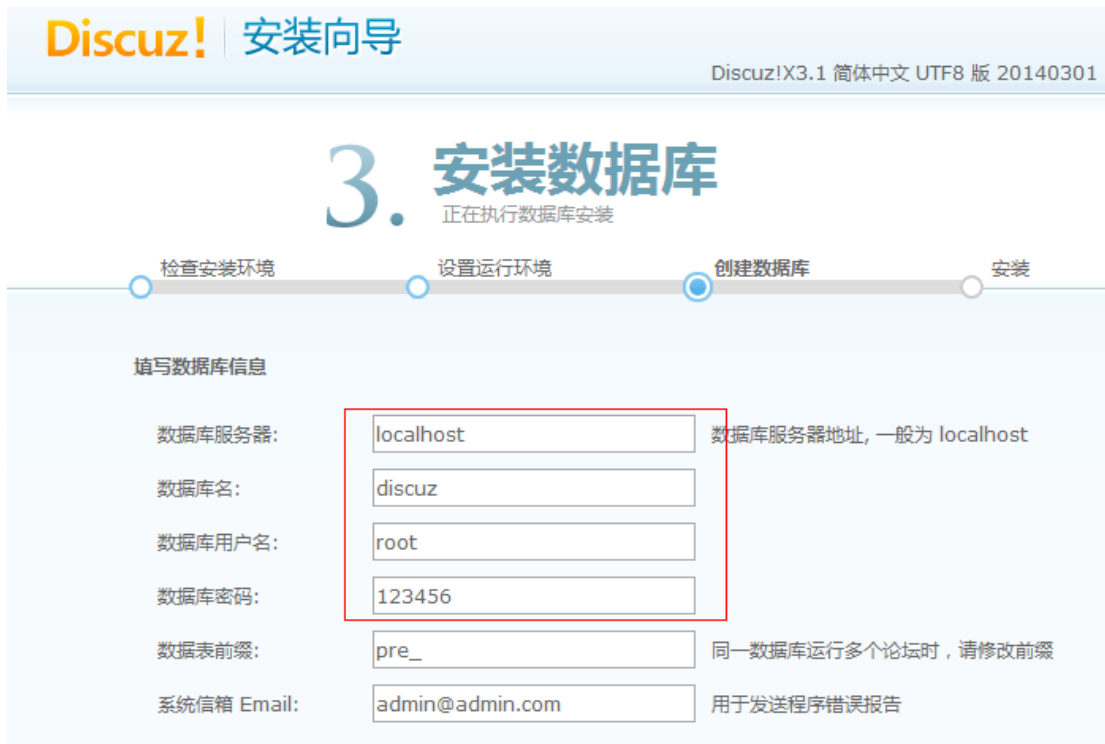 Discuz! 安装向导
Discuz!X3.1 简体中文 UTF8 版 20140301
3. 安装数据库
正在执行数据库安装
检查安装环境 设置运行环境 创建数据库 安装
填写数据库信息
数据库服务器: localhost 数据库服务器地址, 一般为 localhost
数据库名: discuz
数据库用户名: root
数据库密码: 123456
数据表前缀: pre_ 同一数据库运行多个论坛时，请修改前缀
系统信箱 Email: admin@admin.com 用于发送程序错误报告